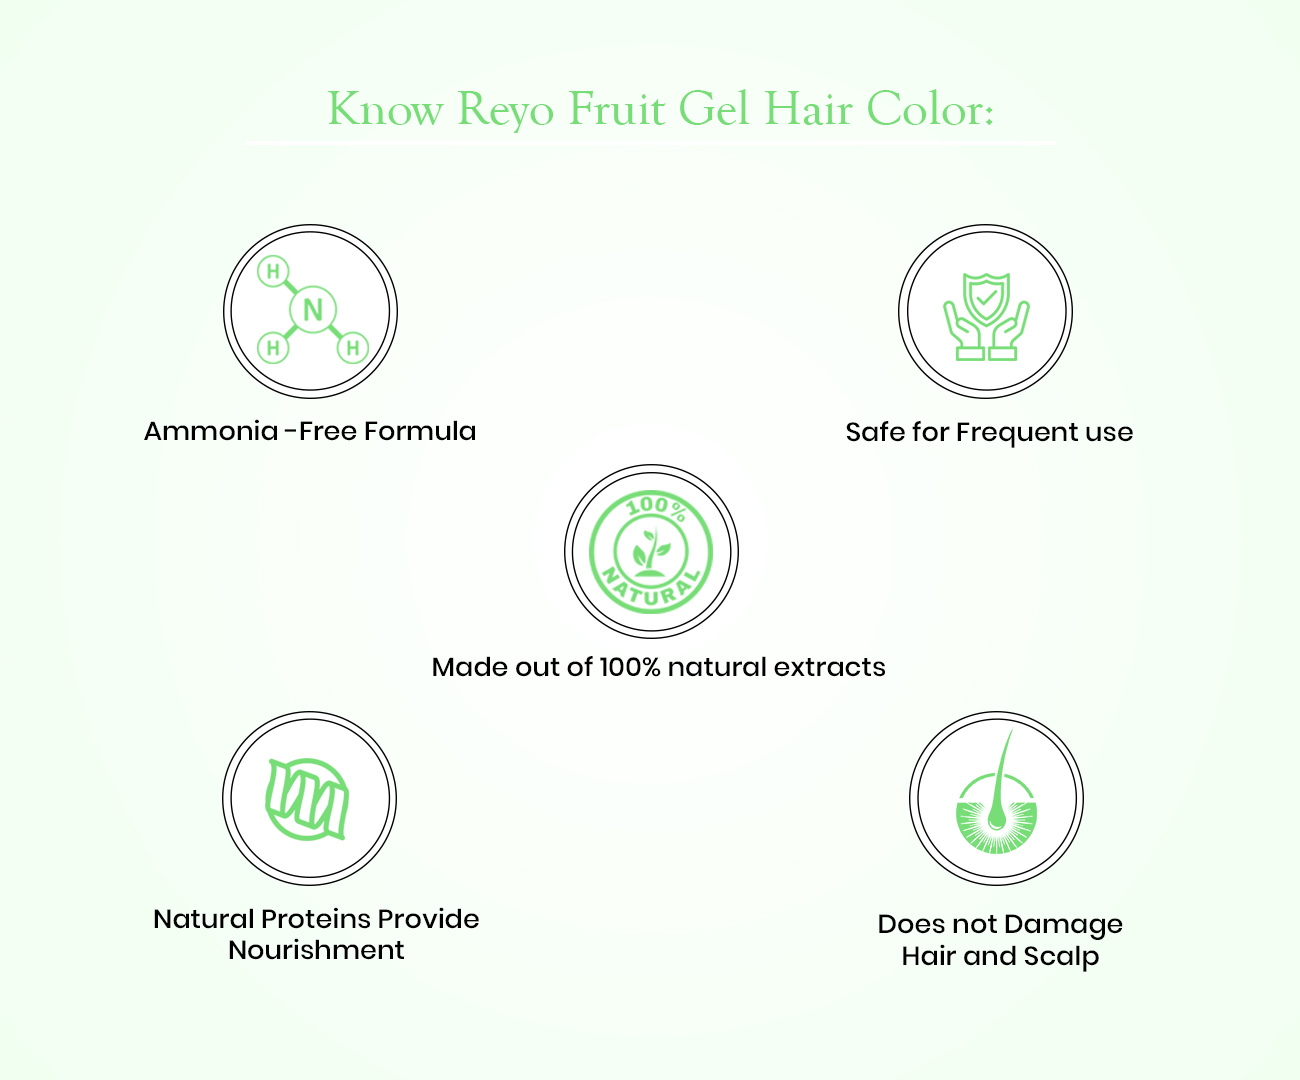 Know Reyo Fruit Gel Hair Color:
H
N
H
H
Ammonia -Free Formula
Safe for Frequent use
100%
NATURAL
Made out of 100% natural extracts
Natural Proteins Provide
Nourishment
Does not Damage
Hair and Scalp